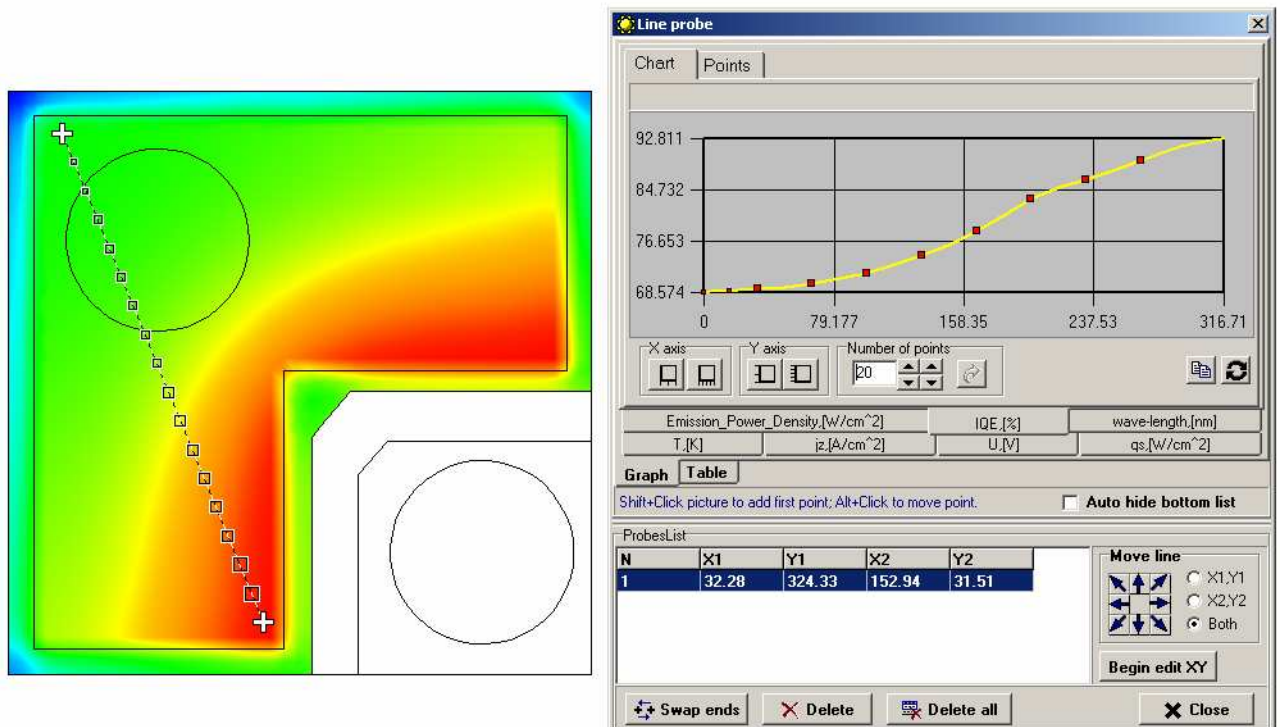 Line probe
Chart Points
92.811
84.732
76.653
68.574
0 79.177 158.35 237.53 316.71
X axis Y axis Number of points
20
Emission_Power_Density,[W/cm^2] IQE,[%] wave-length,[nm]
T,[K] jz,[A/cm^2] U,[V] qs,[W/cm^2]
Graph Table
Shift+Click picture to add first point; Alt+Click to move point. Auto hide bottom list
ProbesList
N X1 Y1 X2 Y2
1 32.28 324.33 152.94 31.51
Move line
X1,Y1
X2,Y2
Both
Begin edit XY
Swap ends Delete Delete all Close